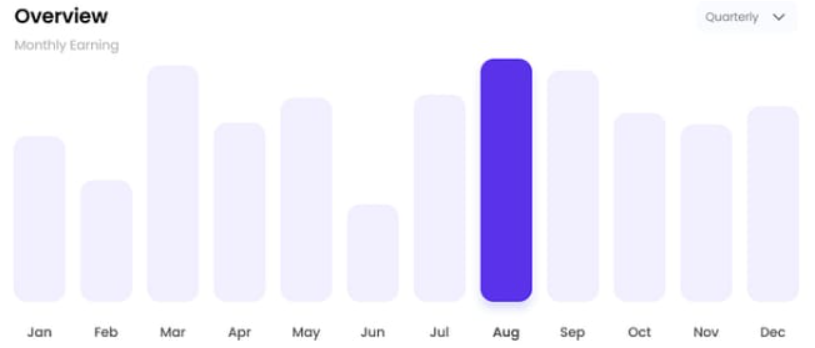 Overview
Quarterly
Monthly Earning
Jan Feb Mar Apr May Jun Jul Aug Sep Oct Nov Dec